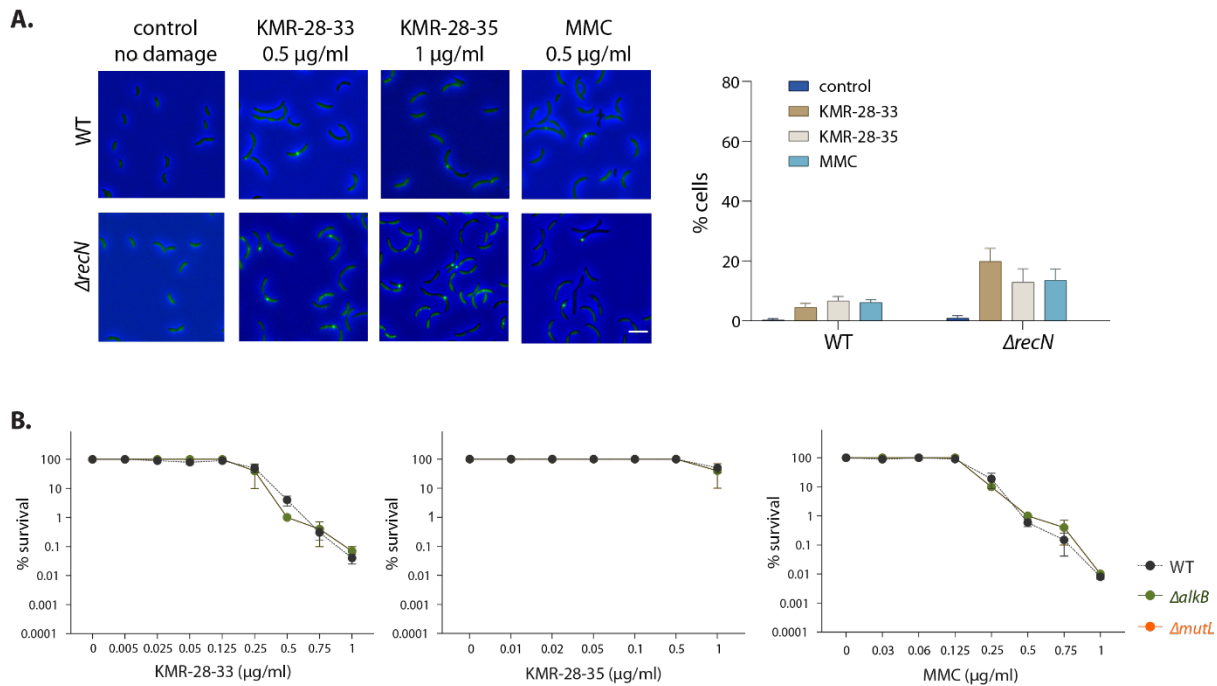 A.
control
no damage
KMR-28-33
0.5 µg/ml
KMR-28-35
1 µg/ml
MMC
0.5 µg/ml
WT
ΔrecN
80
60
40
20
0
% cells
control
KMR-28-33
KMR-28-35
MMC
WT
ΔrecN
B.
100
10
1
0.1
0.01
0.001
0.0001
% survival
0 0.005 0.025 0.05 0.125 0.25 0.5 0.75 1
KMR-28-33 (µg/ml)
100
10
1
0.1
0.01
0.001
0.0001
% survival
0 0.01 0.02 0.05 0.1 0.5 1
KMR-28-35 (µg/ml)
100
10
1
0.1
0.01
0.001
0.0001
% survival
0 0.03 0.06 0.125 0.25 0.5 0.75 1
MMC (µg/ml)
WT
ΔalkB
ΔmutL